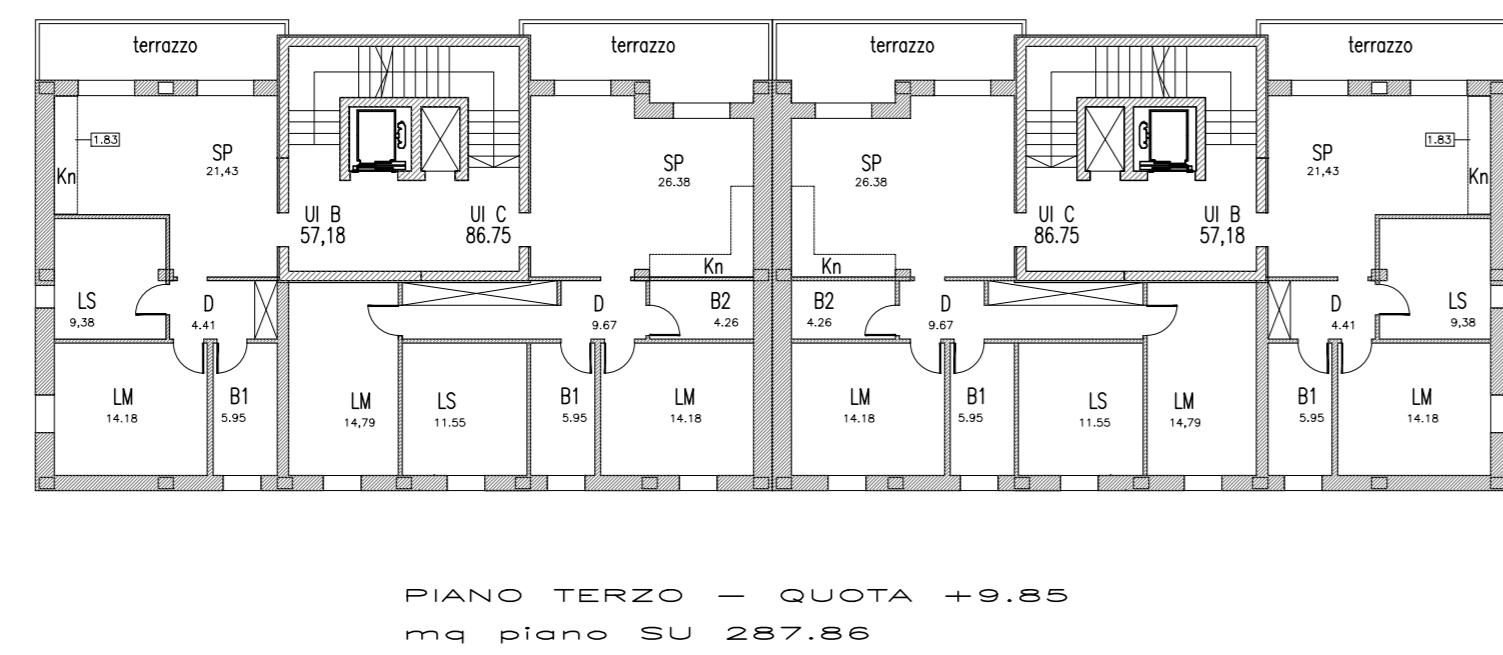 terrazzo terrazzo terrazzo terrazzo
1.83 1.83
SP SP SP SP
21,43 26.38 26.38 21,43
Kn Kn
UI B UI C UI C UI B
57,18 86.75 86.75 57,18
Kn Kn
LS D D B2 B2 D D LS
9,38 4.41 9.67 4.26 4.26 9.67 4.41 9,38
LM B1 LM LS B1 LM LM B1 LS LM B1 LM
14.18 5.95 14,79 11.55 5.95 14.18 14.18 5.95 11.55 14,79 5.95 14.18
PIANO TERZO — QUOTA +9.85
mq piano SU 287.86